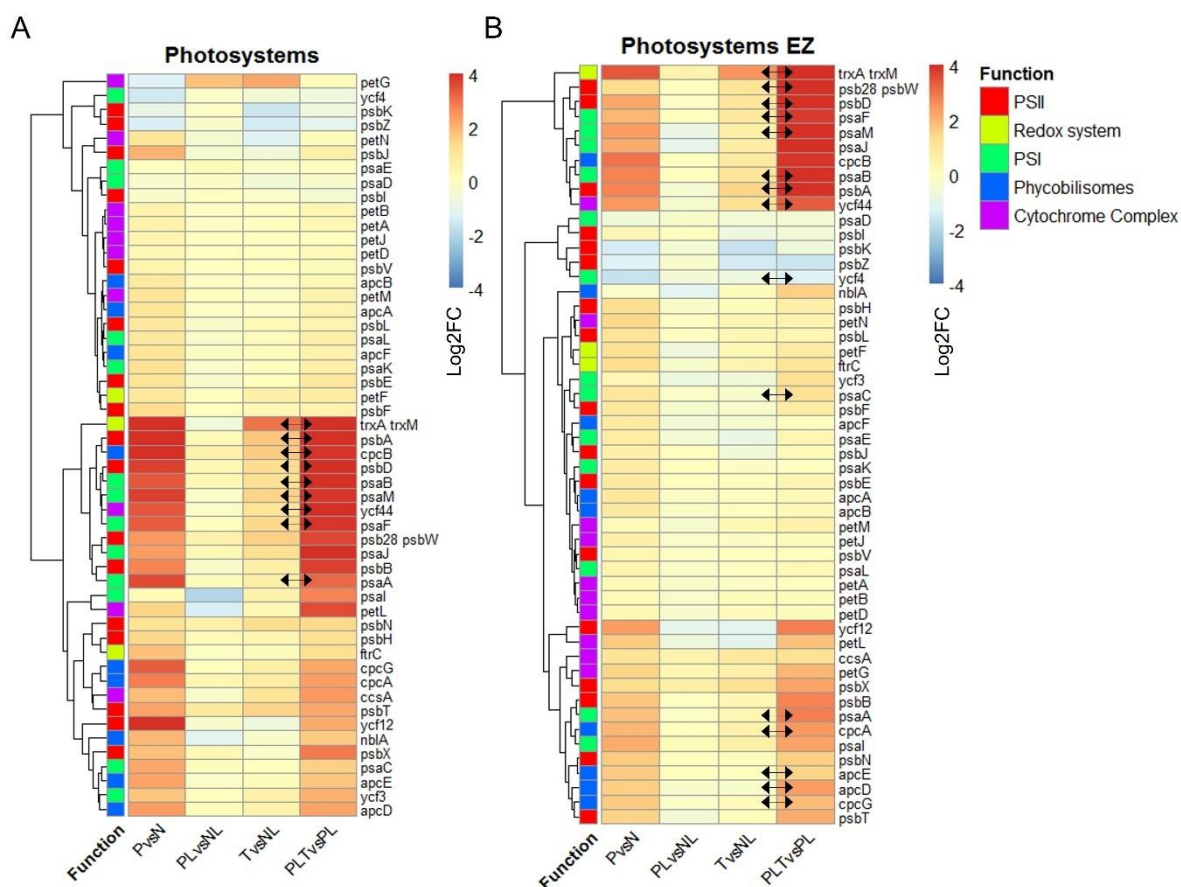 A
Photosystems
petG
ycf4
psbK
psbZ
petN
psbJ
psaE
psaD
psbI
petB
petA
petJ
petD
psbV
apcB
petM
apcA
psbL
psaL
apcF
psaK
psbE
petF
psbF
trxA trxM
psbA
cpcB
psbD
psaB
psaM
ycf44
psaF
psb28 psbW
psaJ
psbB
psaA
psaI
petL
psbN
psbH
ftrC
cpcG
cpcA
ccsA
psbT
ycf12
nblA
psbX
psaC
apcE
ycf3
apcD
Function
PvsN
PLvsNL
TvsNL
PLTvsPL
4
2
0
-2
-4
Log2FC
B
Photosystems EZ
trxA trxM
psb28 psbW
psbD
psaF
psaM
psaJ
cpcB
psaB
psbA
ycf44
psaD
psbI
psbK
psbZ
ycf4
nblA
psbH
petN
psbL
petF
ftrC
ycf3
psaC
psbF
apcF
psaE
psbJ
psaK
psbE
apcA
apcB
petM
petJ
psbV
psaL
petA
petB
petD
ycf12
petL
ccsA
petG
psbX
psbB
psaA
cpcA
psaI
psbN
apcE
apcD
cpcG
psbT
Function
PvsN
PLvsNL
TvsNL
PLTvsPL
4
2
0
-2
-4
Log2FC
Function
PSII
Redox system
PSI
Phycobilisomes
Cytochrome Complex